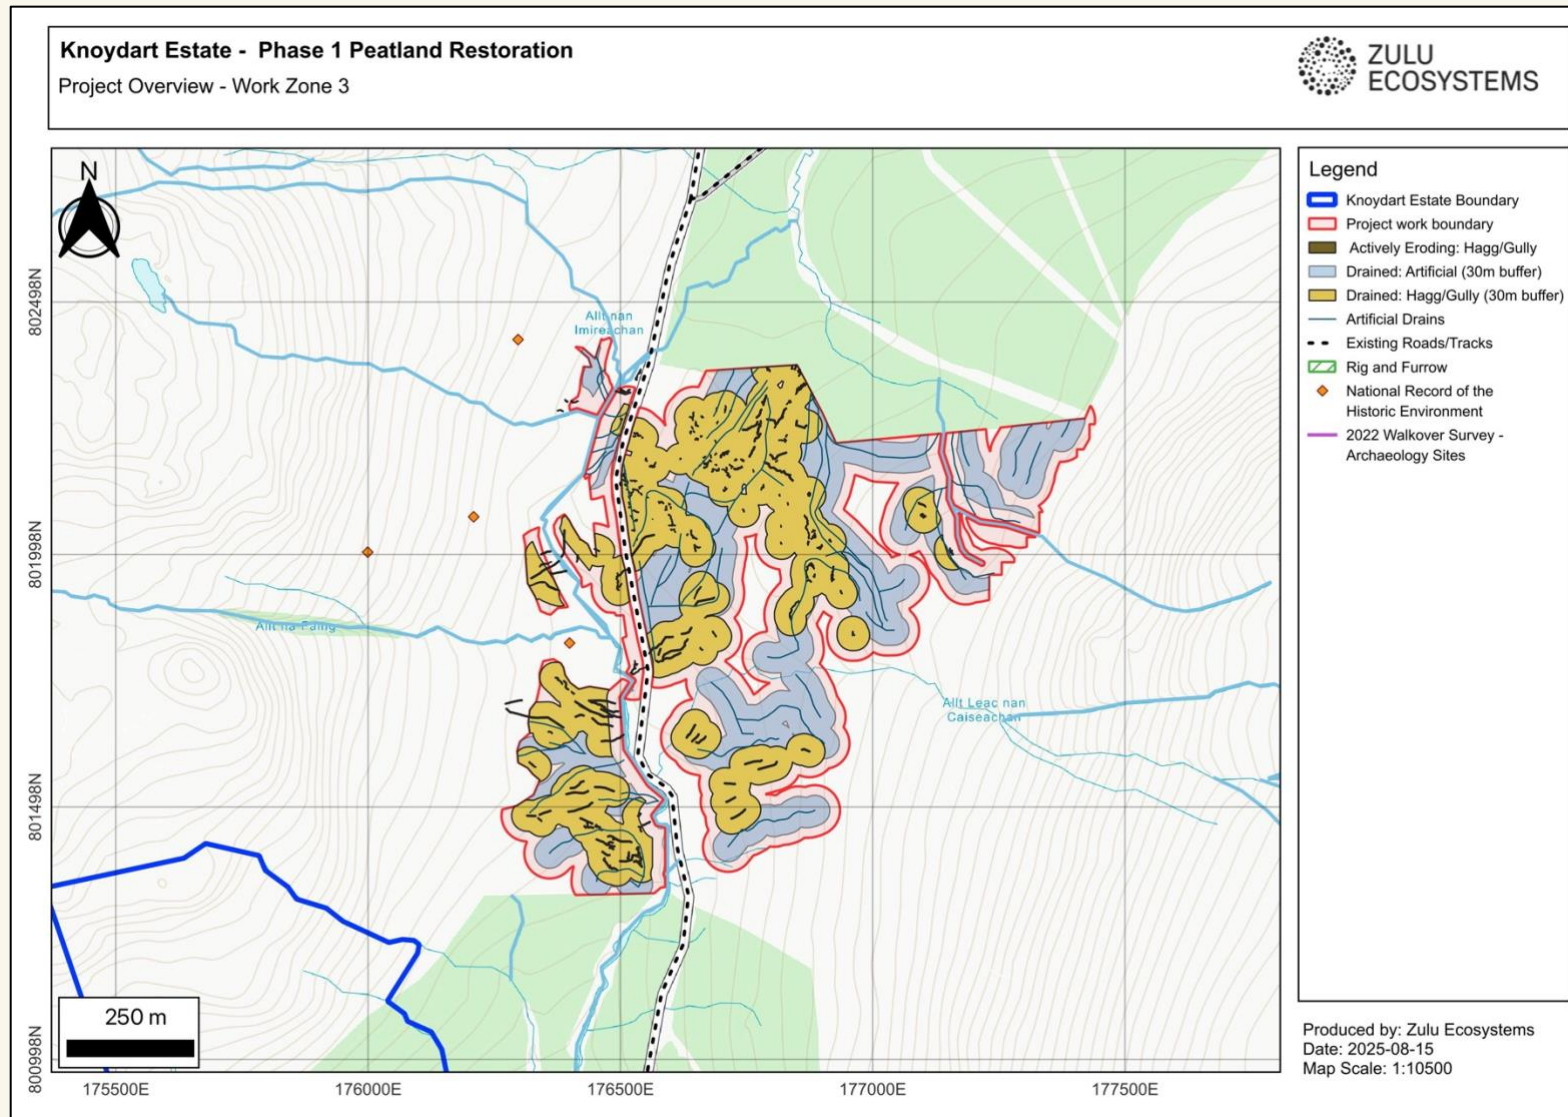 Knoydart Estate - Phase 1 Peatland Restoration
Project Overview - Work Zone 3
ZULU
ECOSYSTEMS
N
802498N
801998N
801498N
800998N
Allt nan
Imireachan
Allt na Faing
Allt Leac nan
Caiseachan
250 m
175500E
176000E
176500E
177000E
177500E
Legend
Knoydart Estate Boundary
Project work boundary
Actively Eroding: Hagg/Gully
Drained: Artificial (30m buffer)
Drained: Hagg/Gully (30m buffer)
Artificial Drains
Existing Roads/Tracks
Rig and Furrow
National Record of the
Historic Environment
2022 Walkover Survey -
Archaeology Sites
Produced by: Zulu Ecosystems
Date: 2025-08-15
Map Scale: 1:10500